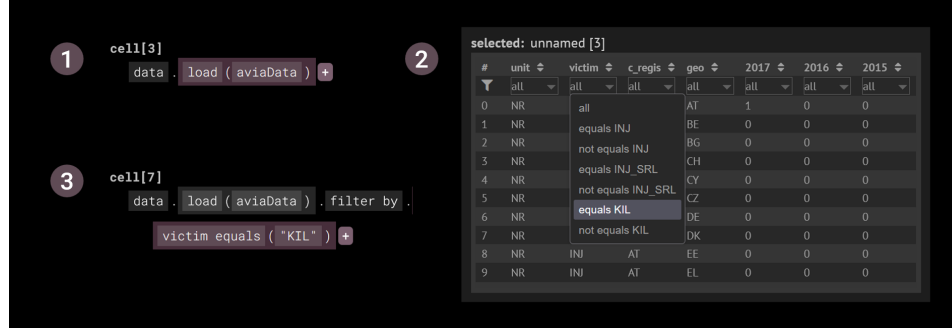 1
cell[3]
data . load ( aviaData ) +
2
selected: unnamed [3]
# unit victim c_regis geo 2017 2016 2015
all all all all all all all
0 NR AT 1 0 0
1 NR BE 0 0 0
2 NR BG 0 0 0
3 NR CH 0 0 0
4 NR CY 0 0 0
5 NR CZ 0 0 0
6 NR DE 0 0 0
7 NR DK 0 0 0
8 NR INJ AT EE 0 0 0
9 NR INJ AT EL 0 0 0
all
equals INJ
not equals INJ
equals INJ_SRL
not equals INJ_SRL
equals KIL
not equals KIL
3
cell[7]
data . load ( aviaData ) . filter by .
victim equals ( "KIL" ) +